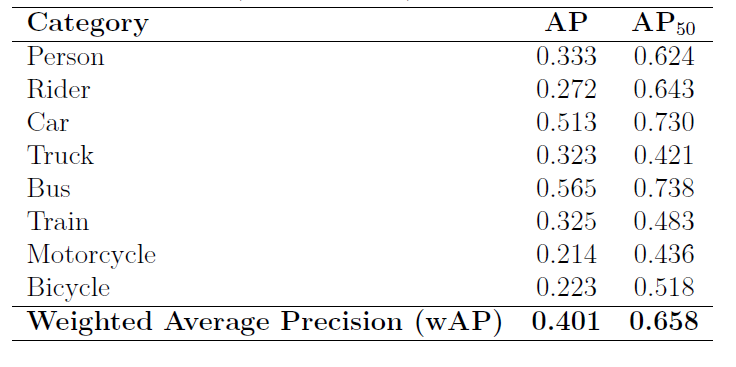 Category AP AP50
Person 0.333 0.624
Rider 0.272 0.643
Car 0.513 0.730
Truck 0.323 0.421
Bus 0.565 0.738
Train 0.325 0.483
Motorcycle 0.214 0.436
Bicycle 0.223 0.518
Weighted Average Precision (wAP) 0.401 0.658